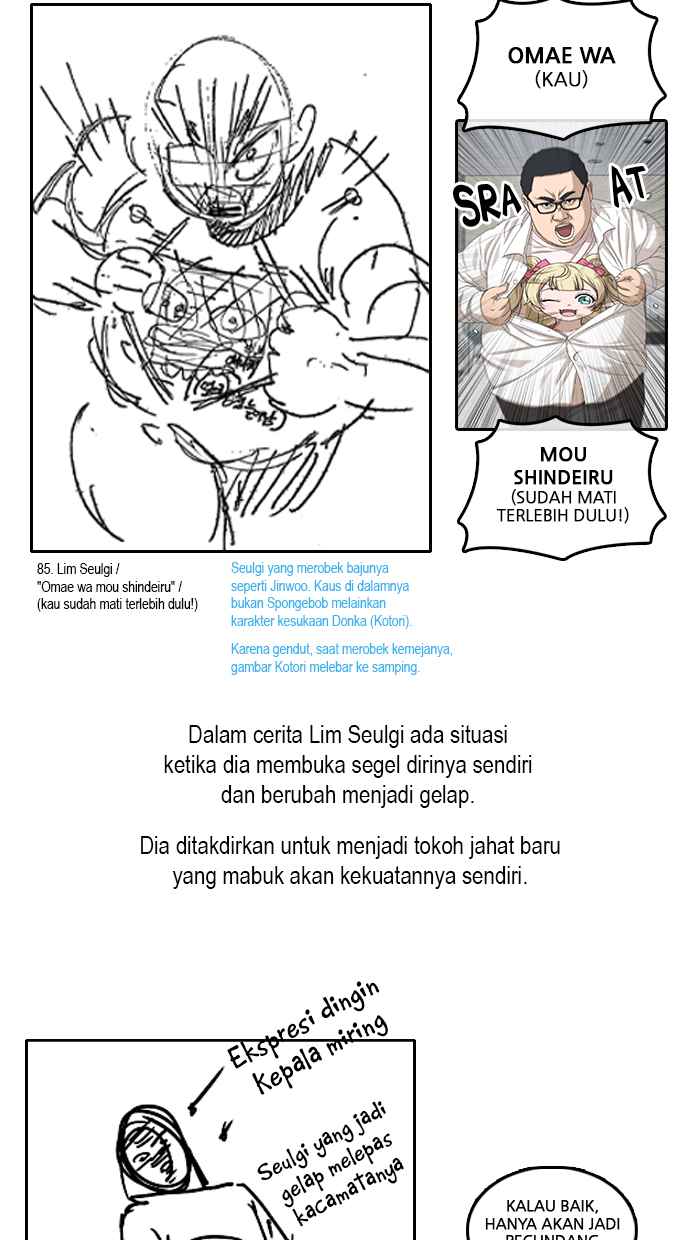 OMAE WA
(KAU)
SRA AT
MOU
SHINDEIRU
(SUDAH MATI
TERLEBIH DULU!)
85. Lim Seulgi /
"Omae wa mou shindeiru" /
(kau sudah mati terlebih dulu!)
Seulgi yang merobek bajunya
seperti Jinwoo. Kaus di dalamnya
bukan Spongebob melainkan
karakter kesukaan Donka (Kotori).
Karena gendut, saat merobek kemejanya,
gambar Kotori melebar ke samping.
Dalam cerita Lim Seulgi ada situasi
ketika dia membuka segel dirinya sendiri
dan berubah menjadi gelap.
Dia ditakdirkan untuk menjadi tokoh jahat baru
yang mabuk akan kekuatannya sendiri.
Ekspresi dingin
Kepala miring
Seulgi yang jadi
gelap melepas
kacamatanya
KALAU BAIK,
HANYA AKAN JADI
PECUNDANG